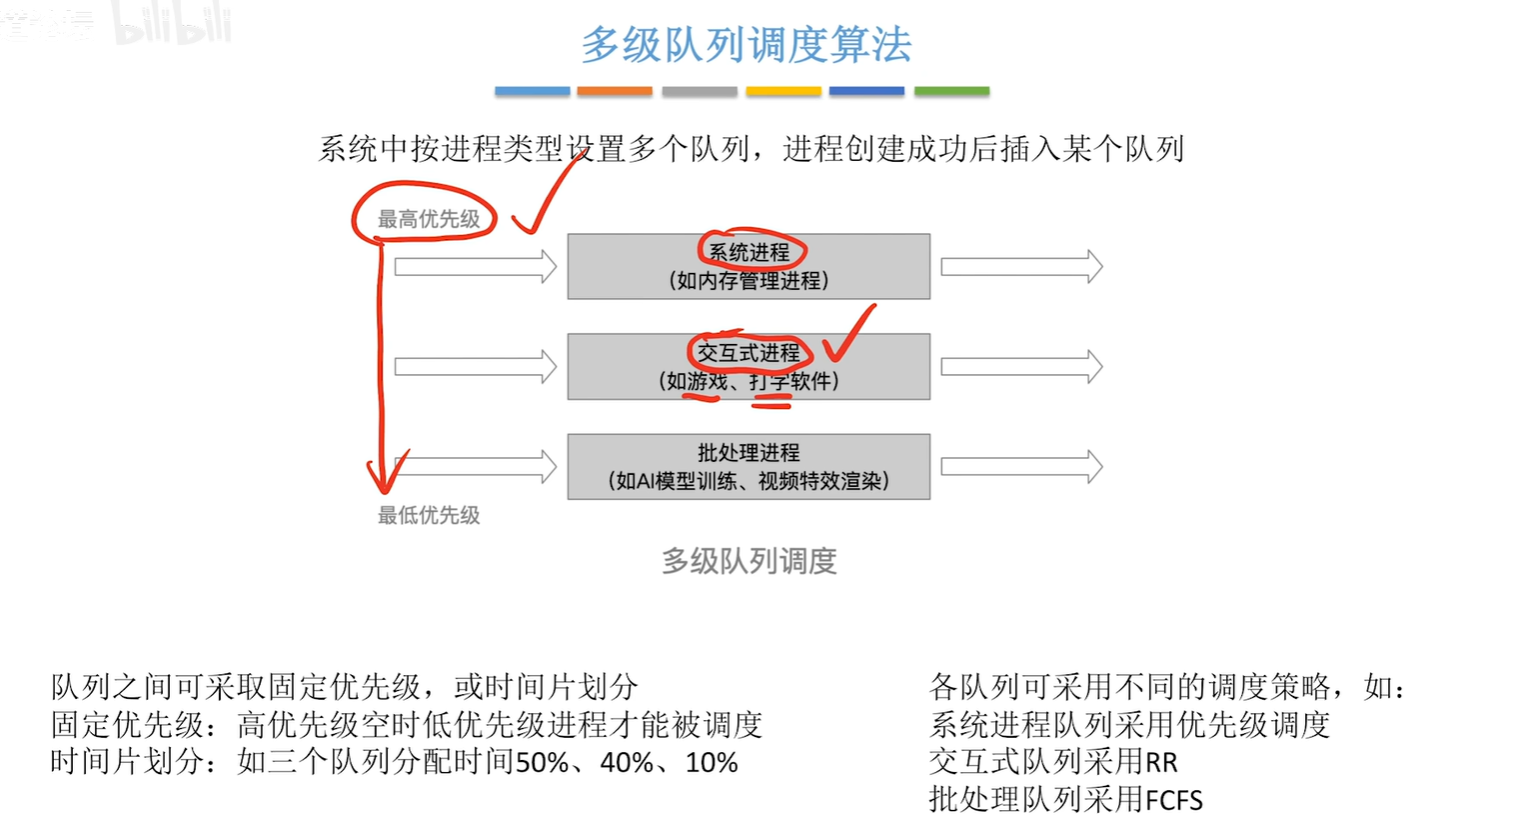 bilibili
多级队列调度算法
系统中按进程类型设置多个队列，进程创建成功后插入某个队列
最高优先级
系统进程
（如内存管理进程）
交互式进程
（如游戏、打字软件）
批处理进程
（如AI模型训练、视频特效渲染）
最低优先级
多级队列调度
队列之间可采取固定优先级，或时间片划分
固定优先级：高优先级空时低优先级进程才能被调度
时间片划分：如三个队列分配时间50%、40%、10%
各队列可采用不同的调度策略，如：
系统进程队列采用优先级调度
交互式队列采用RR
批处理队列采用FCFS